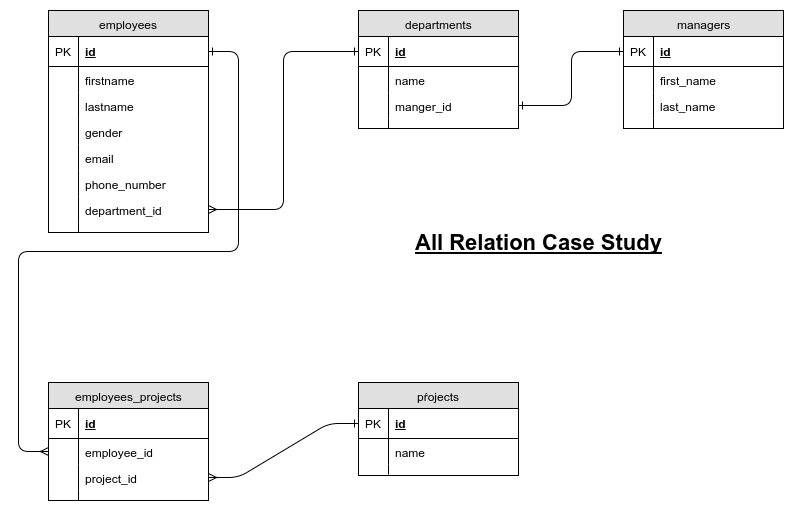 employees
PK id
firstname
lastname
gender
email
phone_number
department_id
departments
PK id
name
manger_id
managers
PK id
first_name
last_name
All Relation Case Study
employees_projects
PK id
employee_id
project_id
pŕojects
PK id
name